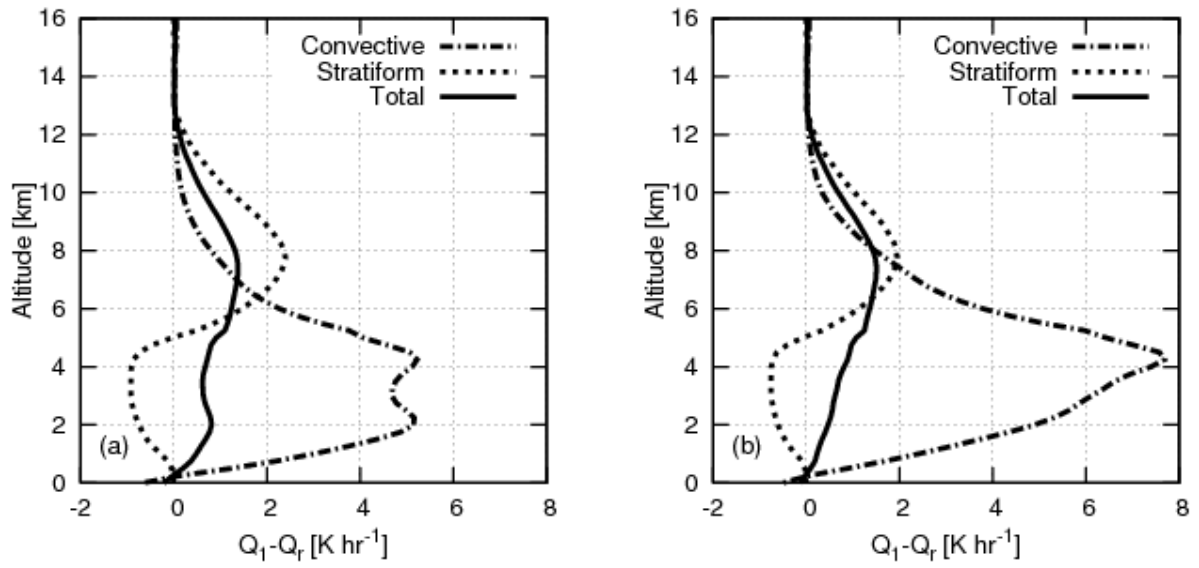 16
14
12
10
8
6
4
2
0
Altitude [km]
Convective
Stratiform
Total
(a)
-2 0 2 4 6 8
Q1-Qr [K hr-1]
16
14
12
10
8
6
4
2
0
Altitude [km]
Convective
Stratiform
Total
(b)
-2 0 2 4 6 8
Q1-Qr [K hr-1]